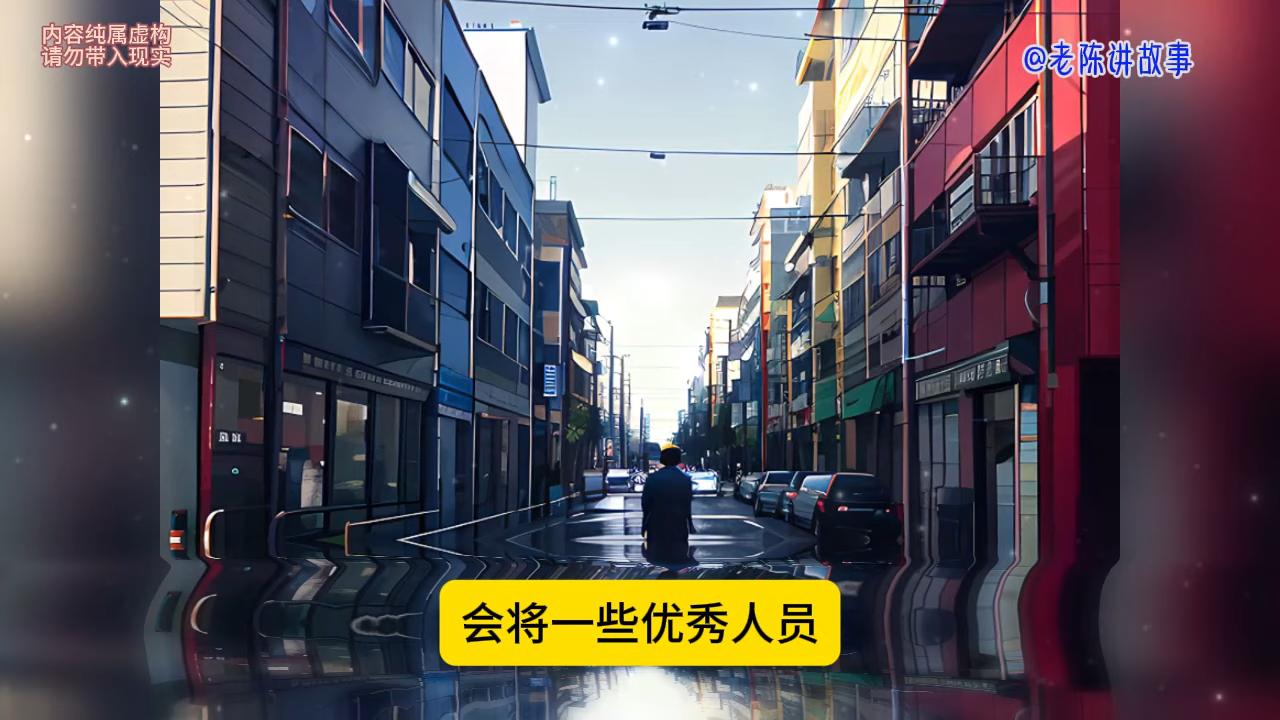 内容纯属虚构
请勿带入现实
@老陈讲故事
会将一些优秀人员